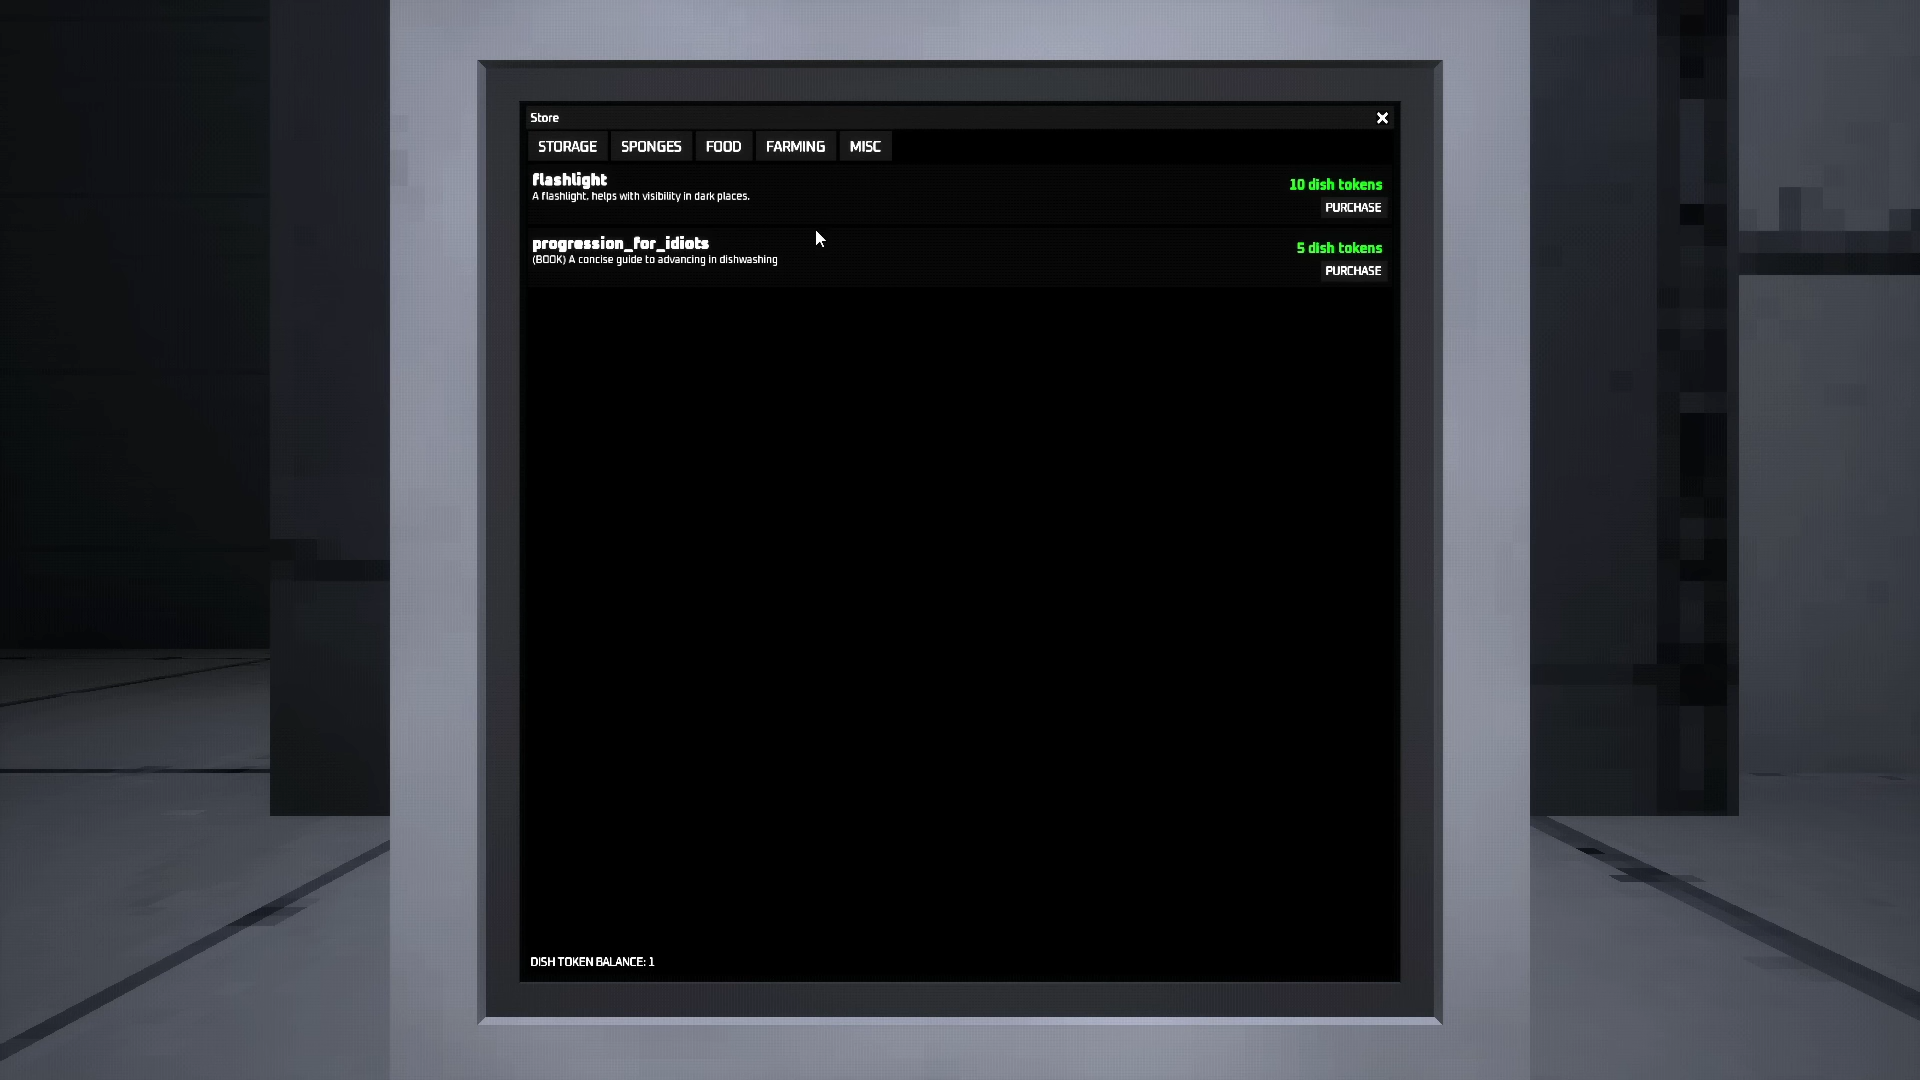 Store
STORAGE SPONGES FOOD FARMING MISC
flashlight
A flashlight, helps with visibility in dark places.
10 dish tokens
PURCHASE
progression_for_idiots
(BOOK) A concise guide to advancing in dishwashing
5 dish tokens
PURCHASE
DISH TOKEN BALANCE: 1